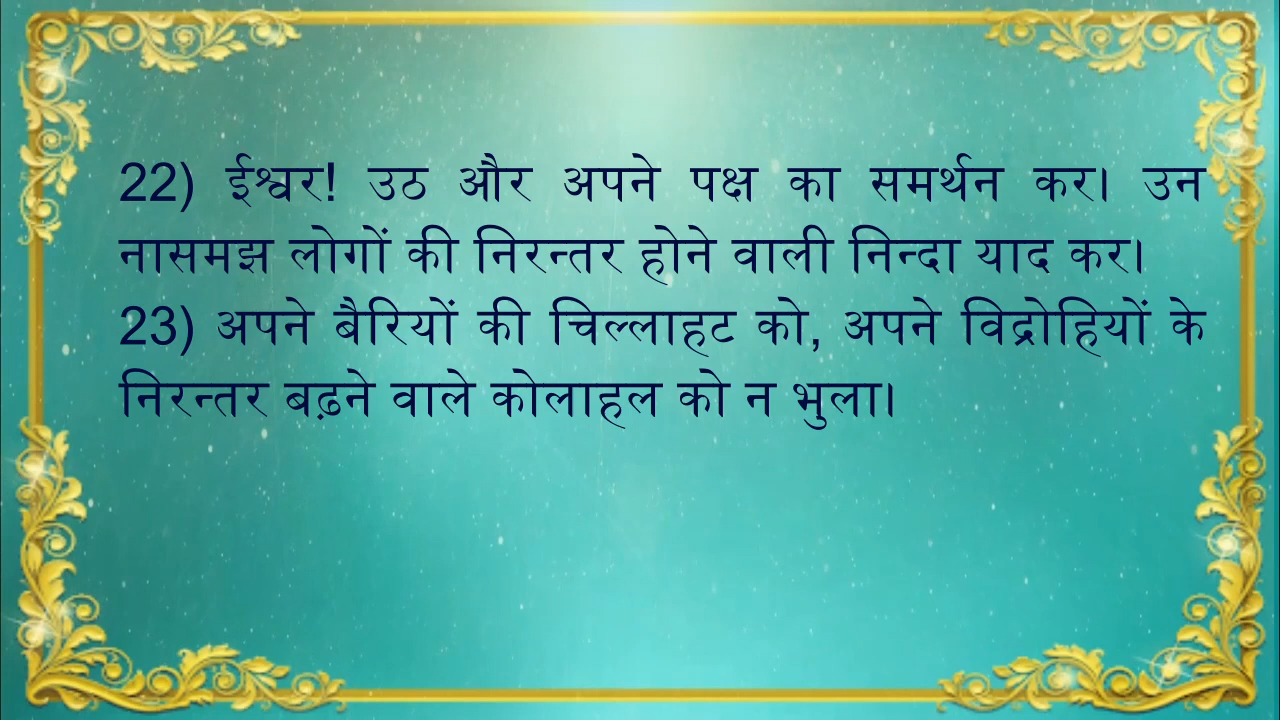 22) ईश्वर! उठ और अपने पक्ष का समर्थन कर। उन
नासमझ लोगों की निरन्तर होने वाली निन्दा याद कर।
23) अपने बैरियों की चिल्लाहट को, अपने विद्रोहियों के
निरन्तर बढ़ने वाले कोलाहल को न भुला।